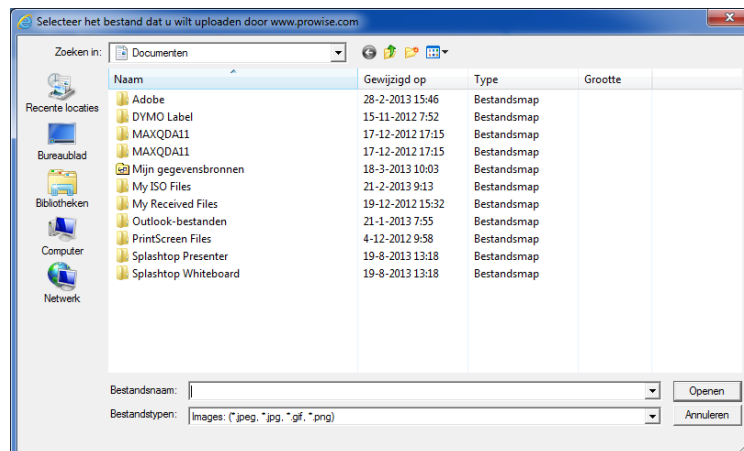 Selecteer het bestand dat u wilt uploaden door www.prowise.com
Zoeken in: Documenten
Naam Gewijzigd op Type Grootte
Adobe 28-2-2013 15:46 Bestandsmap
DYMO Label 15-11-2012 7:52 Bestandsmap
MAXQDA11 17-12-2012 17:15 Bestandsmap
MAXQDA11 17-12-2012 17:15 Bestandsmap
Mijn gegevensbronnen 18-3-2013 10:03 Bestandsmap
My ISO Files 21-2-2013 9:13 Bestandsmap
My Received Files 19-12-2012 15:32 Bestandsmap
Outlook-bestanden 21-1-2013 7:55 Bestandsmap
PrintScreen Files 4-12-2012 9:58 Bestandsmap
Splashtop Presenter 19-8-2013 13:18 Bestandsmap
Splashtop Whiteboard 19-8-2013 13:18 Bestandsmap
Recente locaties
Bureaublad
Bibliotheken
Computer
Netwerk
Bestandsnaam: Openen
Bestandstypen: Images: (*.jpeg, *.jpg, *.gif, *.png) Annuleren